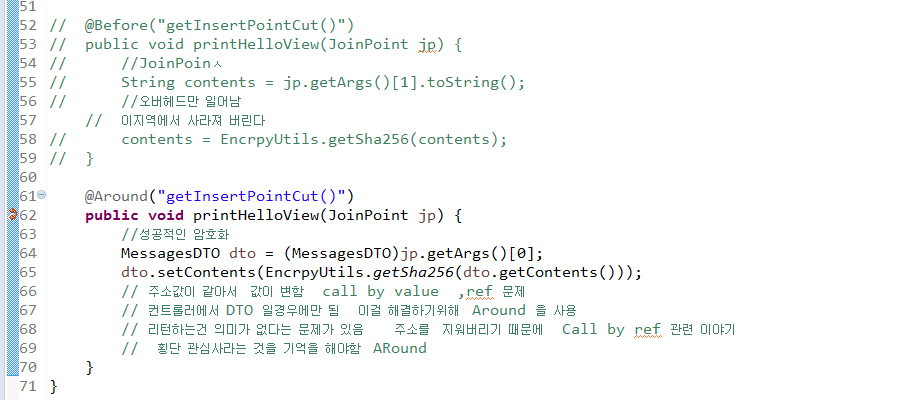 51
52 //  @Before("getInsertPointCut()")
53 //  public void printHelloView(JoinPoint jp) {
54 //      //JoinPoinㅅ
55 //      String contents = jp.getArgs()[1].toString();
56 //      //오버헤드만 일어남
57     //  이지역에서 사라져 버린다
58 //      contents = EncrpyUtils.getSha256(contents);
59 //  }
60
61     @Around("getInsertPointCut()")
62     public void printHelloView(JoinPoint jp) {
63         //성공적인 암호화
64         MessagesDTO dto = (MessagesDTO)jp.getArgs()[0];
65         dto.setContents(EncrpyUtils.getSha256(dto.getContents()));
66         // 주소값이 같아서  값이 변함   call by value  ,ref 문제
67         // 컨트롤러에서 DTO 일경우에만 됨   이걸 해결하기위해  Around 을 사용
68         // 리턴하는건 의미가 없다는 문제가 있음    주소를  지워버리기 때문에  Call by ref 관련 이야기
69         //  횡단 관심사라는 것을 기억을 해야함  ARound
70     }
71 }